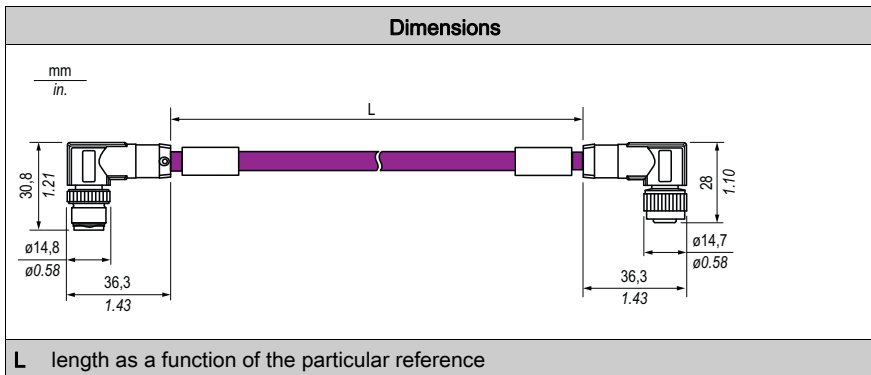 Dimensions
mm
in.
L
30,8
1.21
28
1.10
ø14,8
ø0.58
ø14,7
ø0.58
36,3
1.43
36,3
1.43
L length as a function of the particular reference